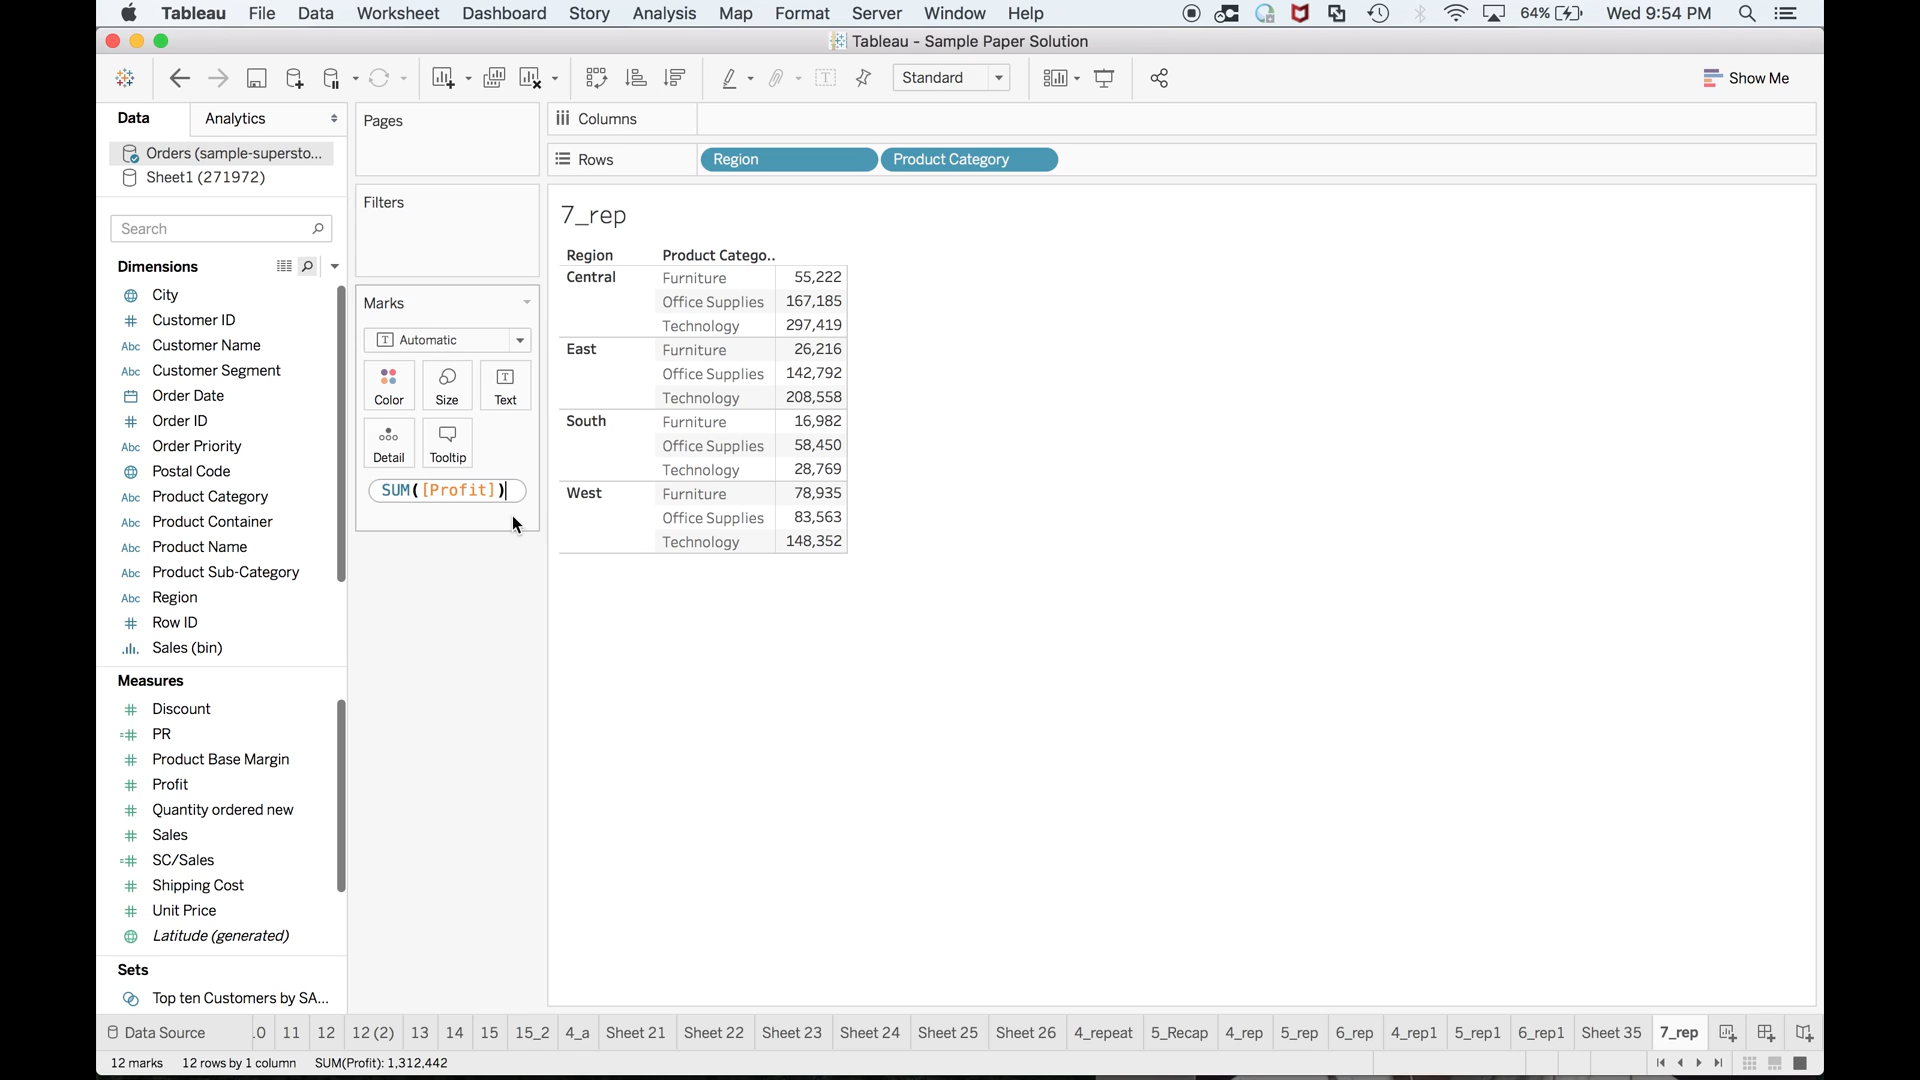 Tableau File Data Worksheet Dashboard Story Analysis Map Format Server Window Help 64% Wed 9:54 PM
Tableau - Sample Paper Solution
Standard Show Me
Data Analytics
Orders (sample-supersto...
Sheet1 (271972)
Search
Dimensions
City
Customer ID
Abc Customer Name
Abc Customer Segment
Order Date
Order ID
Abc Order Priority
Postal Code
Abc Product Category
Abc Product Container
Abc Product Name
Abc Product Sub-Category
Abc Region
Row ID
Sales (bin)
Measures
Discount
PR
Product Base Margin
Profit
Quantity ordered new
Sales
SC/Sales
Shipping Cost
Unit Price
Latitude (generated)
Sets
Top ten Customers by SA...
Pages
Filters
Marks
Automatic
Color Size Text
Detail Tooltip
SUM([Profit])
Columns
Rows Region Product Category
7_rep
Region Product Catego..
Central Furniture 55,222
Office Supplies 167,185
Technology 297,419
East Furniture 26,216
Office Supplies 142,792
Technology 208,558
South Furniture 16,982
Office Supplies 58,450
Technology 28,769
West Furniture 78,935
Office Supplies 83,563
Technology 148,352
Data Source .0 11 12 12 (2) 13 14 15 15_2 4_a Sheet 21 Sheet 22 Sheet 23 Sheet 24 Sheet 25 Sheet 26 4_repeat 5_Recap 4_rep 5_rep 6_rep 4_rep1 5_rep1 6_rep1 Sheet 35 7_rep
12 marks 12 rows by 1 column SUM(Profit): 1,312,442